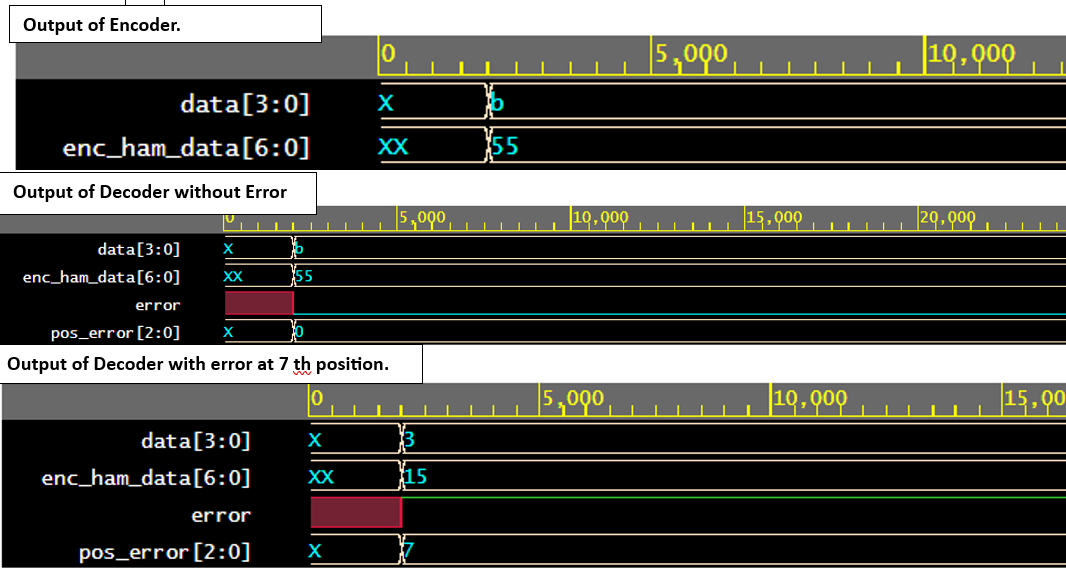 Output of Encoder.
0 5,000 10,000
data[3:0] X b
enc_ham_data[6:0] XX 55
Output of Decoder without Error
0 5,000 10,000 15,000 20,000
data[3:0] X b
enc_ham_data[6:0] XX 55
error
pos_error[2:0] X 0
Output of Decoder with error at 7 th position.
0 5,000 10,000 15,00
data[3:0] X 3
enc_ham_data[6:0] XX 15
error
pos_error[2:0] X 7